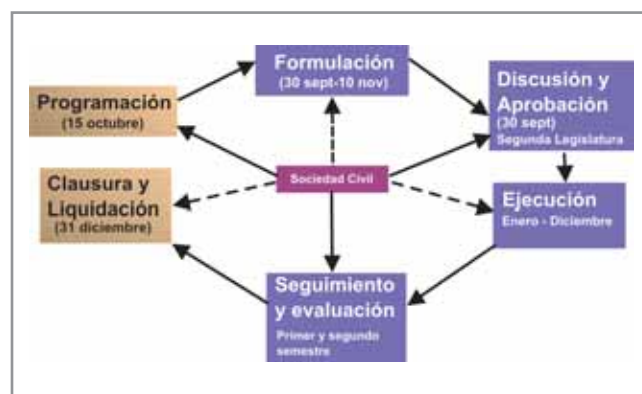 Formulación
(30 sept-10 nov)
Programación
(15 octubre)
Discusión y
Aprobación
(30 sept)
Segunda Legislatura
Sociedad Civil
Clausura y
Liquidación
(31 diciembre)
Ejecución
Enero - Diciembre
Seguimiento
y evaluación
Primer y segundo
semestre